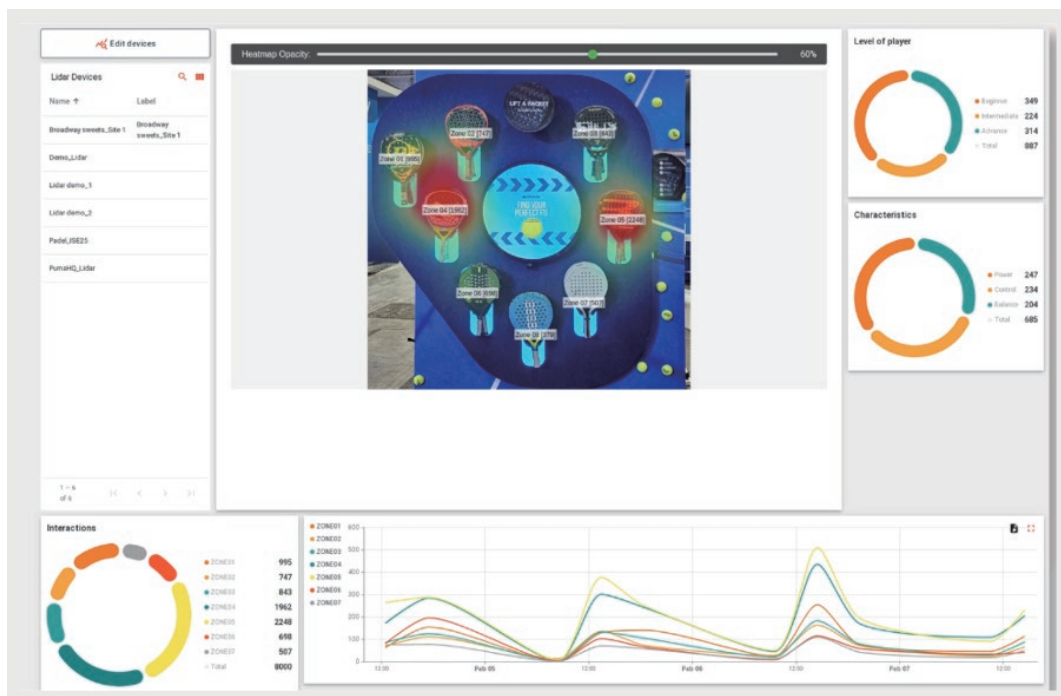 Edit devices
Lidar Devices
Name ↑ Label
Broadway sweets_Site 1 Broadway sweets_Site 1
Demo_Lidar
Lidar demo_1
Lidar demo_2
Padel_ISE25
PumaHQ_Lidar
1 – 6
of 6
Heatmap Opacity: 60%
LIFT A RACKET
Zone 02 [747]
Zone 03 [843]
Zone 01 [995]
Zone 04 [1962]
FIND YOUR
PERFECT FIT
Zone 05 [2248]
Zone 06 [698]
Zone 07 [507]
Level of player
Beginner 349
Intermediate 224
Advance 314
Total 887
Characteristics
Power 247
Control 234
Balance 204
Total 685
Interactions
ZONE01 995
ZONE02 747
ZONE03 843
ZONE04 1962
ZONE05 2248
ZONE06 698
ZONE07 507
Total 8000
ZONE01
ZONE02
ZONE03
ZONE04
ZONE05
ZONE06
ZONE07
600
500
400
300
200
100
0
12:00 Feb 05 12:00 Feb 06 12:00 Feb 07 12:00